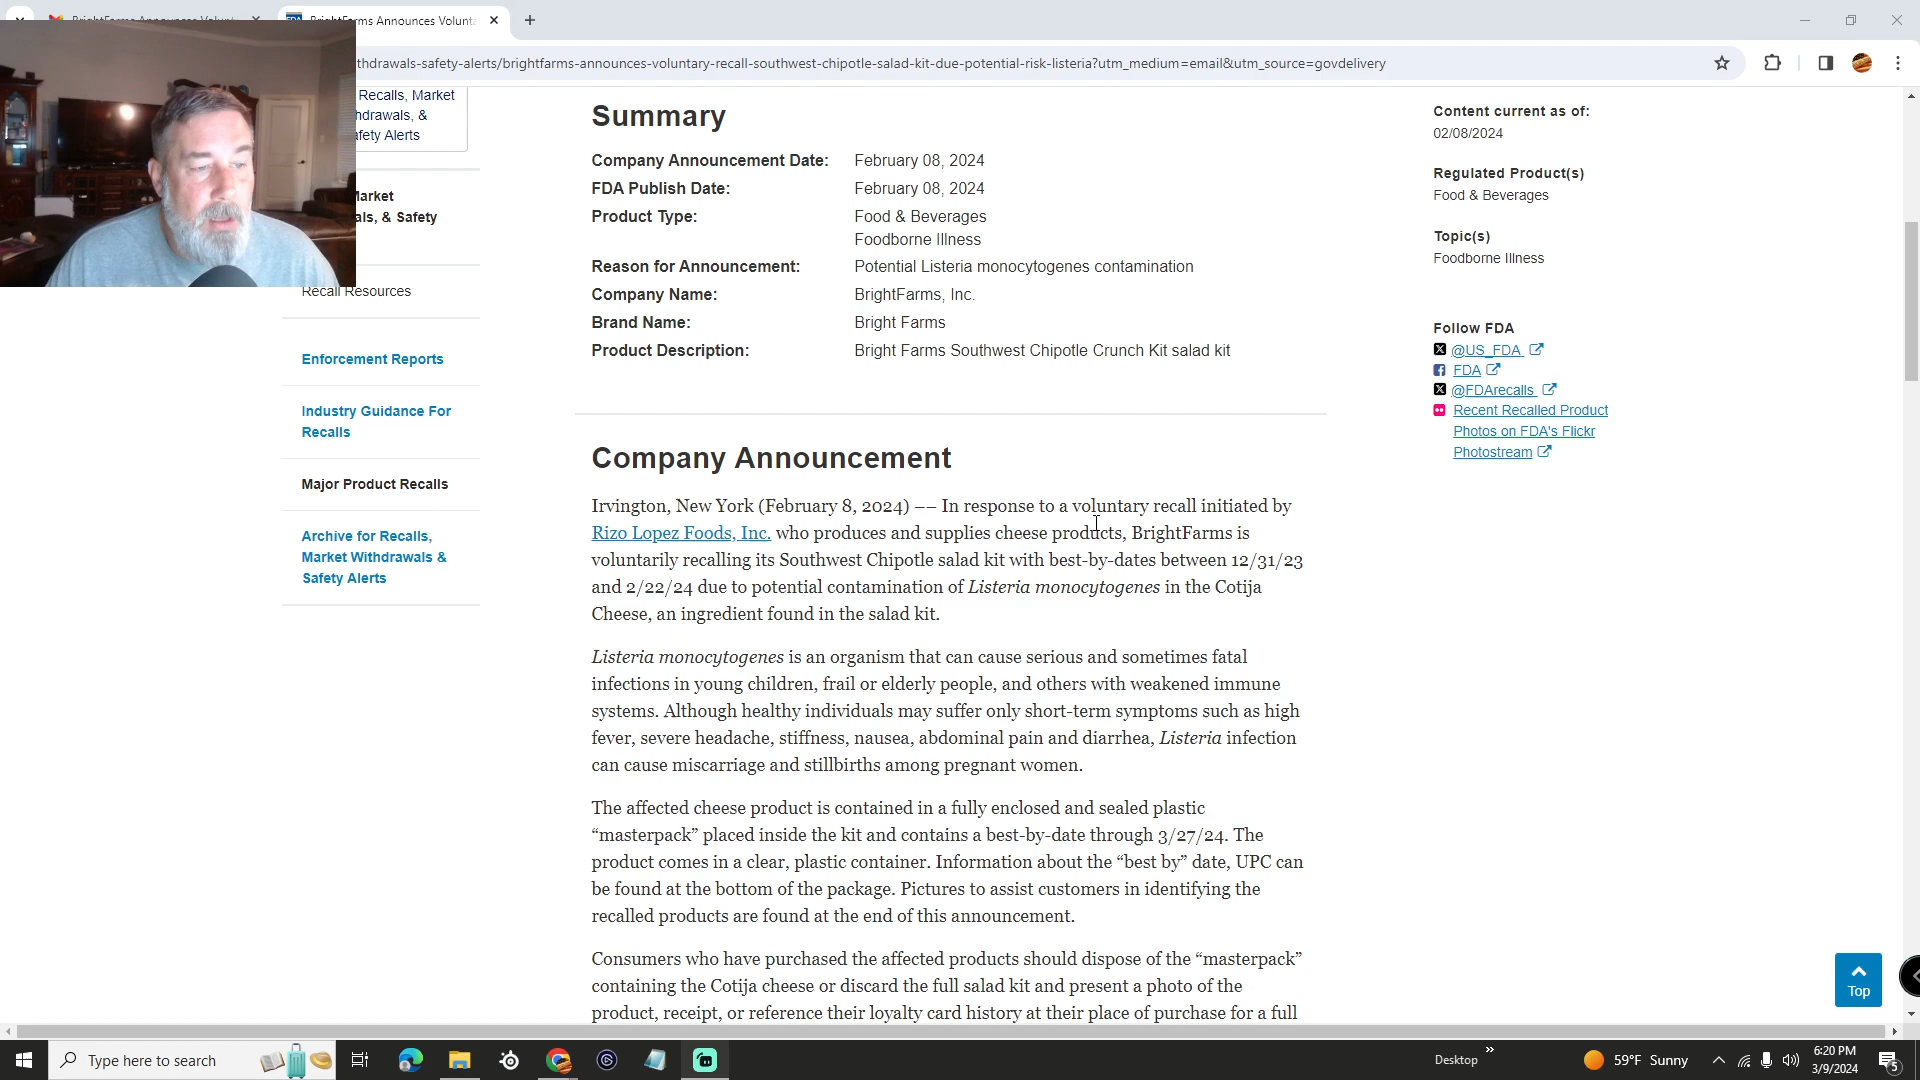 BrightFarms Announces Volunt
thdrawals-safety-alerts/brightfarms-announces-voluntary-recall-southwest-chipotle-salad-kit-due-potential-risk-listeria?utm_medium=email&utm_source=govdelivery
Recalls, Market
hdrawals, &
afety Alerts
Market
als, & Safety
Recall Resources
Enforcement Reports
Industry Guidance For
Recalls
Major Product Recalls
Archive for Recalls,
Market Withdrawals &
Safety Alerts
Summary
Company Announcement Date: February 08, 2024
FDA Publish Date: February 08, 2024
Product Type: Food & Beverages
Foodborne Illness
Reason for Announcement: Potential Listeria monocytogenes contamination
Company Name: BrightFarms, Inc.
Brand Name: Bright Farms
Product Description: Bright Farms Southwest Chipotle Crunch Kit salad kit
Company Announcement
Irvington, New York (February 8, 2024) –– In response to a voluntary recall initiated by
Rizo Lopez Foods, Inc. who produces and supplies cheese products, BrightFarms is
voluntarily recalling its Southwest Chipotle salad kit with best-by-dates between 12/31/23
and 2/22/24 due to potential contamination of Listeria monocytogenes in the Cotija
Cheese, an ingredient found in the salad kit.
Listeria monocytogenes is an organism that can cause serious and sometimes fatal
infections in young children, frail or elderly people, and others with weakened immune
systems. Although healthy individuals may suffer only short-term symptoms such as high
fever, severe headache, stiffness, nausea, abdominal pain and diarrhea, Listeria infection
can cause miscarriage and stillbirths among pregnant women.
The affected cheese product is contained in a fully enclosed and sealed plastic
“masterpack” placed inside the kit and contains a best-by-date through 3/27/24. The
product comes in a clear, plastic container. Information about the “best by” date, UPC can
be found at the bottom of the package. Pictures to assist customers in identifying the
recalled products are found at the end of this announcement.
Consumers who have purchased the affected products should dispose of the “masterpack”
containing the Cotija cheese or discard the full salad kit and present a photo of the
product, receipt, or reference their loyalty card history at their place of purchase for a full
Content current as of:
02/08/2024
Regulated Product(s)
Food & Beverages
Topic(s)
Foodborne Illness
Follow FDA
@US_FDA
FDA
@FDArecalls
Recent Recalled Product
Photos on FDA's Flickr
Photostream
Top
Type here to search
Desktop
59°F Sunny
6:20 PM
3/9/2024
5